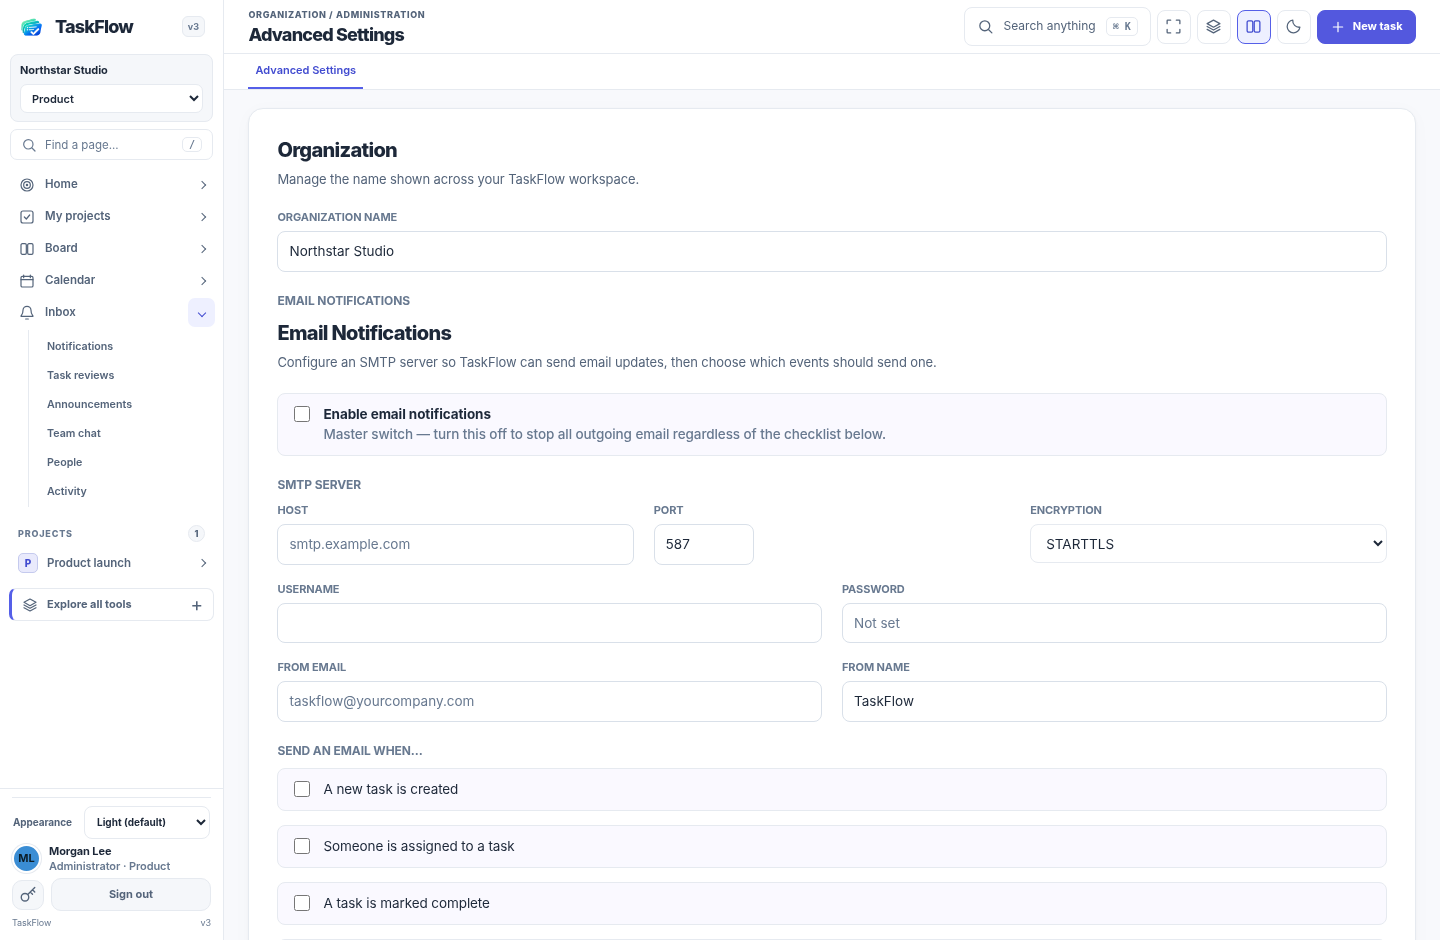 TaskFlow
v3
Northstar Studio
Product
Find a page...
/
Home
My projects
Board
Calendar
Inbox
Notifications
Task reviews
Announcements
Team chat
People
Activity
PROJECTS
1
P
Product launch
Explore all tools
Appearance
Light (default)
ML
Morgan Lee
Administrator · Product
Sign out
TaskFlow
v3
ORGANIZATION / ADMINISTRATION
Advanced Settings
Search anything
⌘ K
New task
Advanced Settings
Organization
Manage the name shown across your TaskFlow workspace.
ORGANIZATION NAME
Northstar Studio
EMAIL NOTIFICATIONS
Email Notifications
Configure an SMTP server so TaskFlow can send email updates, then choose which events should send one.
Enable email notifications
Master switch — turn this off to stop all outgoing email regardless of the checklist below.
SMTP SERVER
HOST
PORT
ENCRYPTION
smtp.example.com
587
STARTTLS
USERNAME
PASSWORD
Not set
FROM EMAIL
FROM NAME
taskflow@yourcompany.com
TaskFlow
SEND AN EMAIL WHEN...
A new task is created
Someone is assigned to a task
A task is marked complete